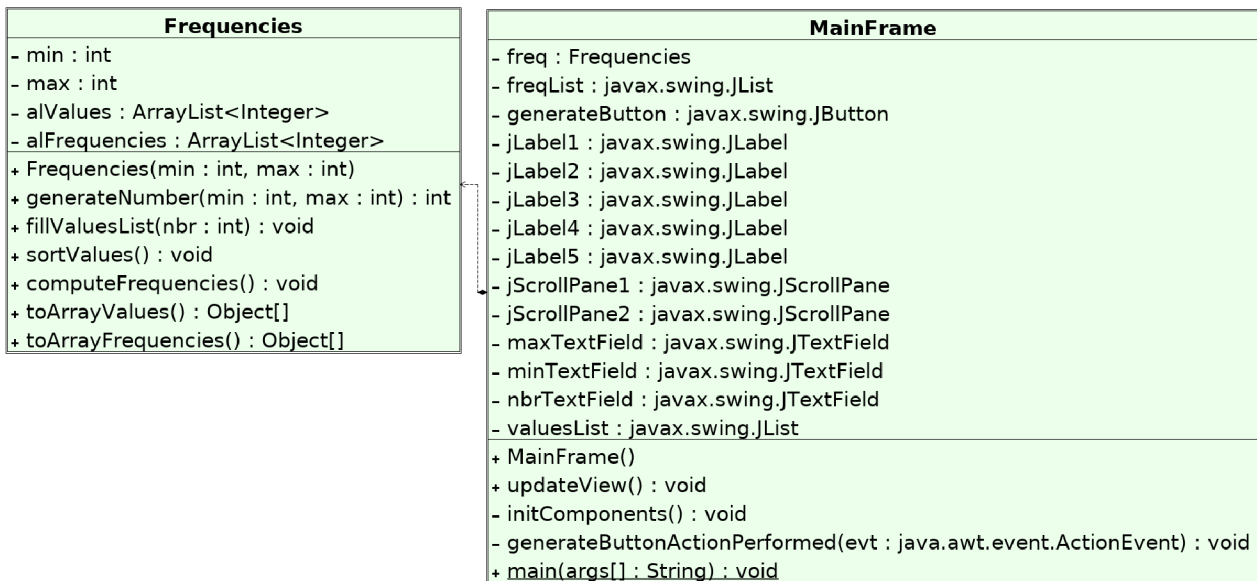 Frequencies
- min : int
- max : int
- alValues : ArrayList<Integer>
- alFrequencies : ArrayList<Integer>
+ Frequencies(min : int, max : int)
+ generateNumber(min : int, max : int) : int
+ fillValuesList(nbr : int) : void
+ sortValues() : void
+ computeFrequencies() : void
+ toArrayValues() : Object[]
+ toArrayFrequencies() : Object[]
MainFrame
- freq : Frequencies
- freqList : javax.swing.JList
- generateButton : javax.swing.JButton
- jLabel1 : javax.swing.JLabel
- jLabel2 : javax.swing.JLabel
- jLabel3 : javax.swing.JLabel
- jLabel4 : javax.swing.JLabel
- jLabel5 : javax.swing.JLabel
- jScrollPane1 : javax.swing.JScrollPane
- jScrollPane2 : javax.swing.JScrollPane
- maxTextField : javax.swing.JTextField
- minTextField : javax.swing.JTextField
- nbrTextField : javax.swing.JTextField
- valuesList : javax.swing.JList
+ MainFrame()
+ updateView() : void
- initComponents() : void
- generateButtonActionPerformed(evt : java.awt.event.ActionEvent) : void
+ main(args[] : String) : void